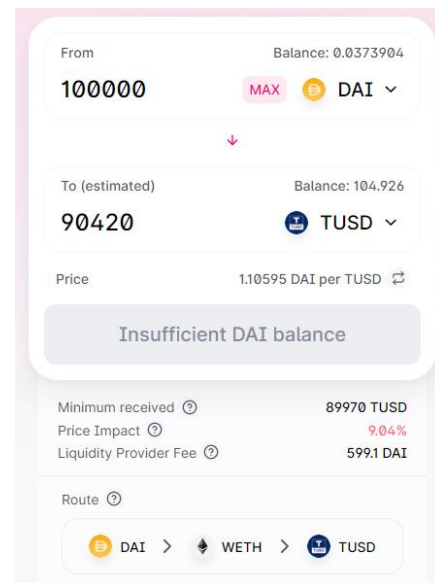 From Balance: 0.0373904
100000 MAX DAI
To (estimated) Balance: 104.926
90420 TUSD
Price 1.10595 DAI per TUSD
Insufficient DAI balance
Minimum received ? 89970 TUSD
Price Impact ? 9.04%
Liquidity Provider Fee ? 599.1 DAI
Route ?
DAI > WETH > TUSD